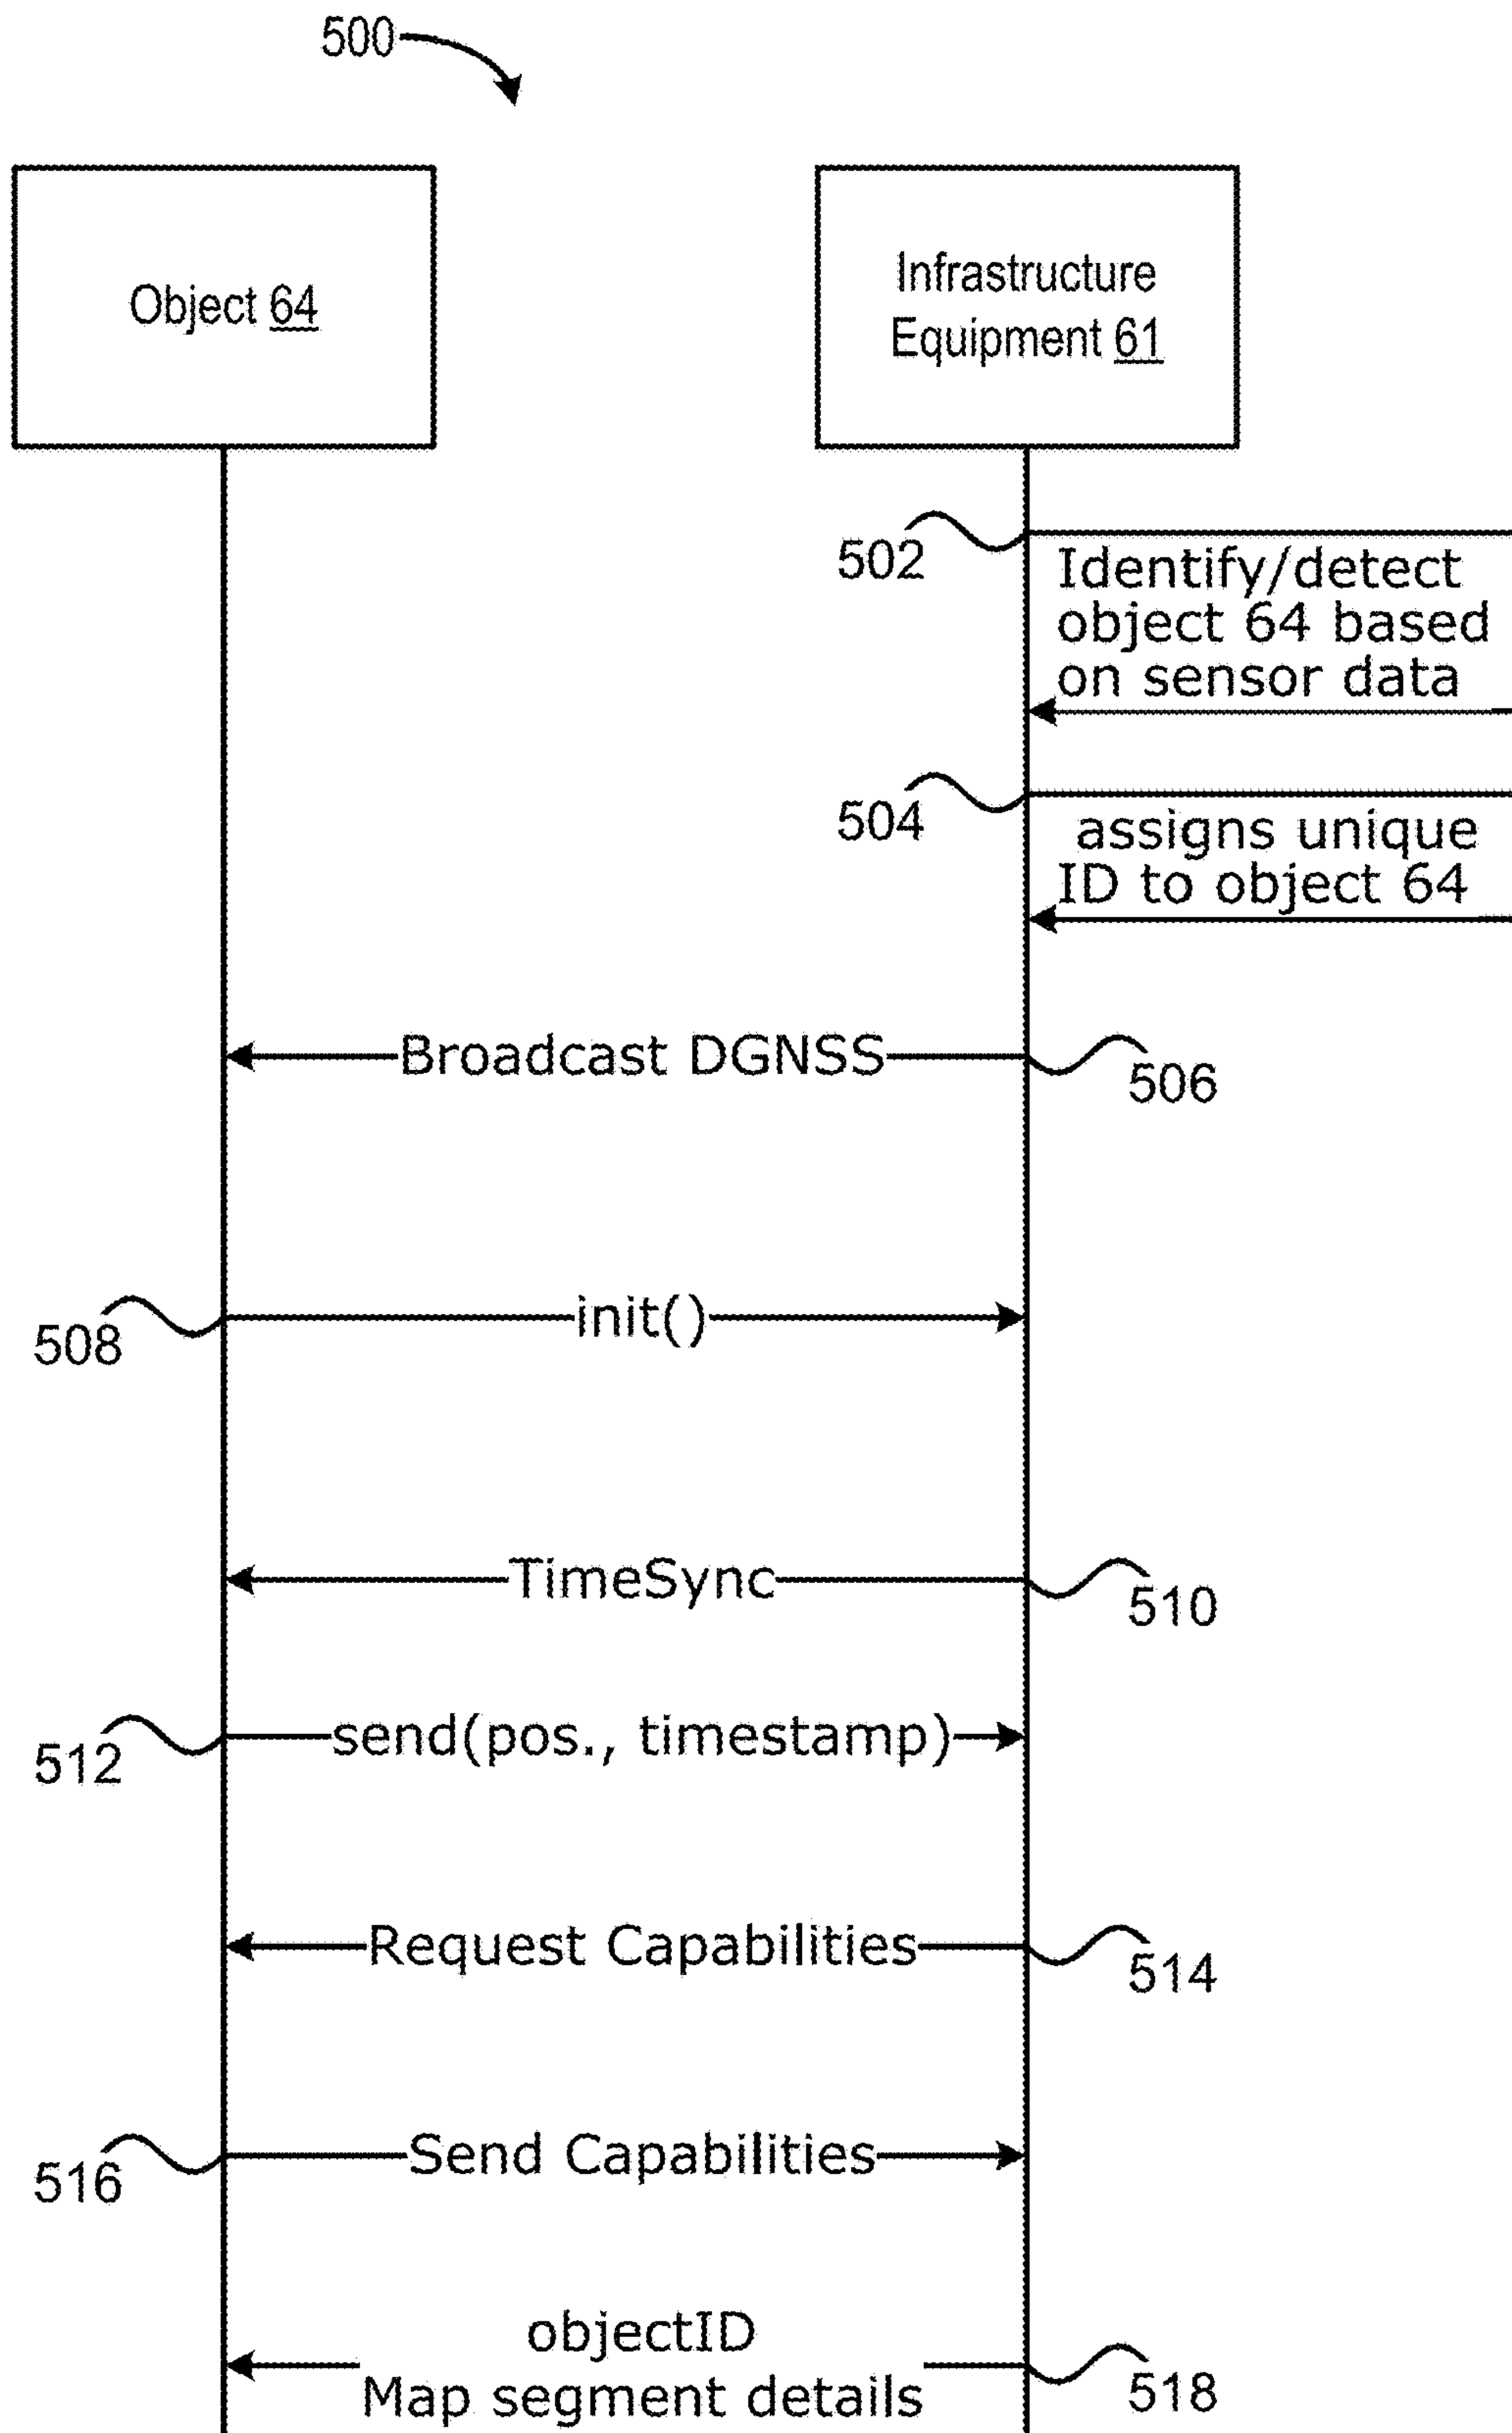 500
Object 64
Infrastructure
Equipment 61
502
Identify/detect
object 64 based
on sensor data
504
assigns unique
ID to object 64
Broadcast DGNSS
506
init()
508
TimeSync
510
send(pos., timestamp)
512
Request Capabilities
514
Send Capabilities
516
objectID
Map segment details
518